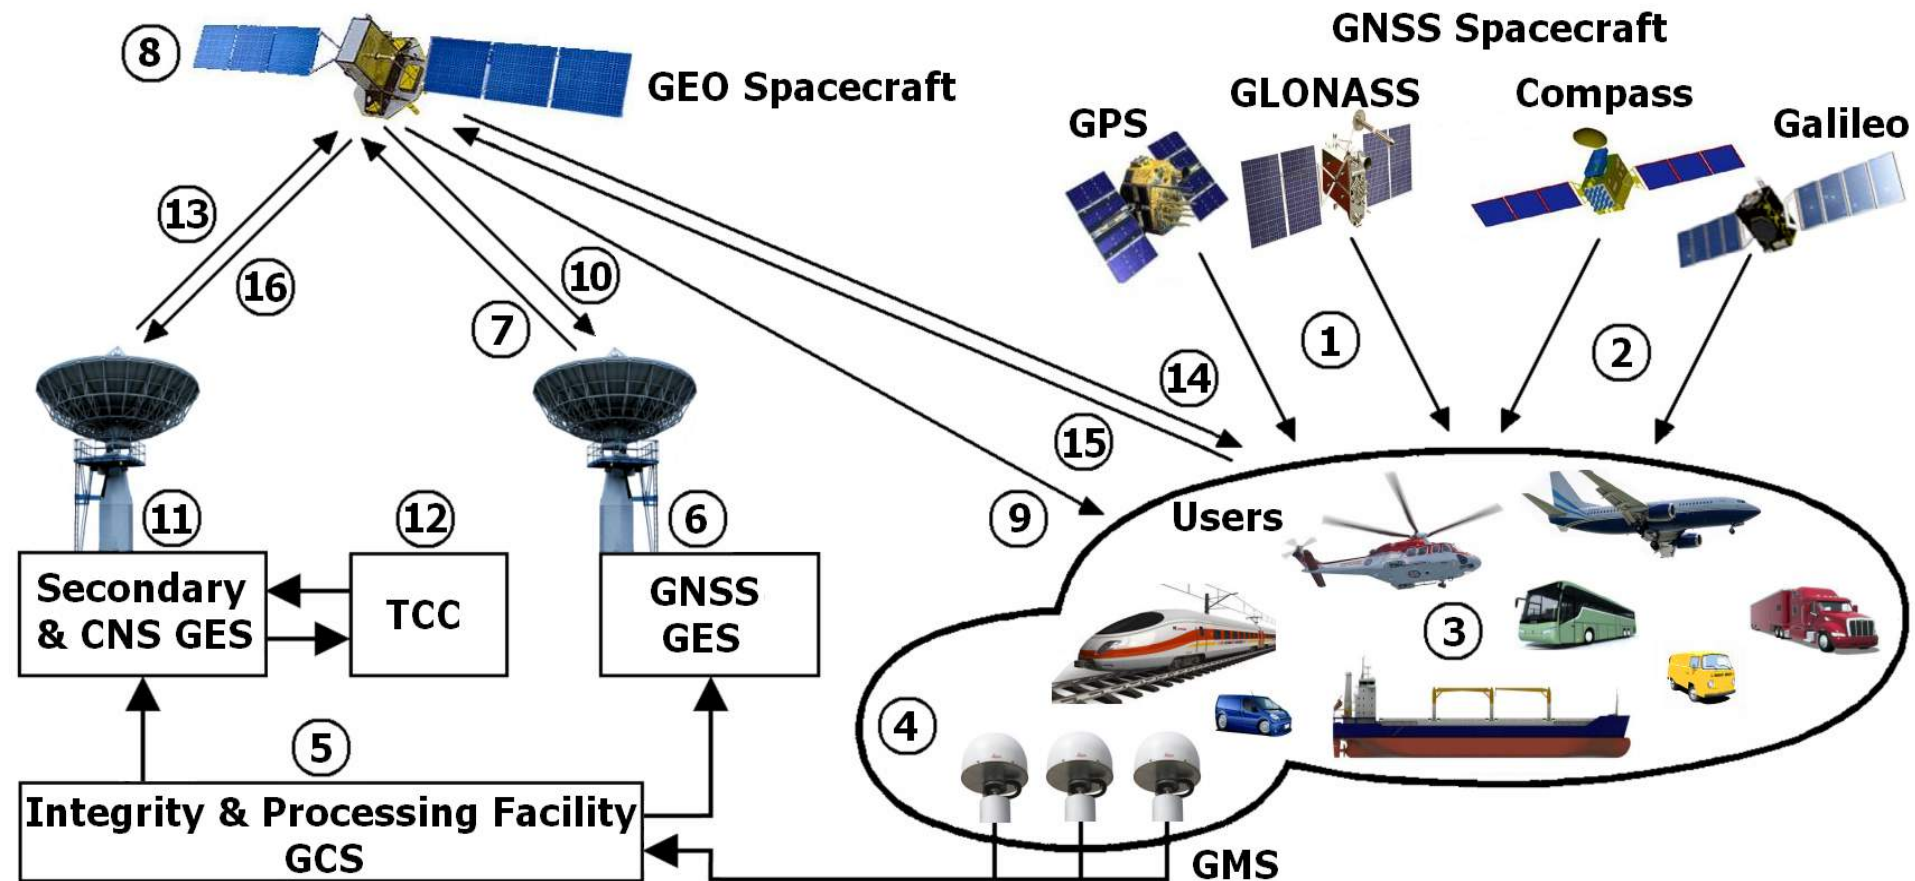 GNSS Spacecraft
8
GEO Spacecraft
GPS
GLONASS
Compass
Galileo
13
16
10
7
14
1
2
15
9
11
12
6
Users
Secondary
& CNS GES
TCC
GNSS
GES
3
4
5
Integrity & Processing Facility
GCS
GMS